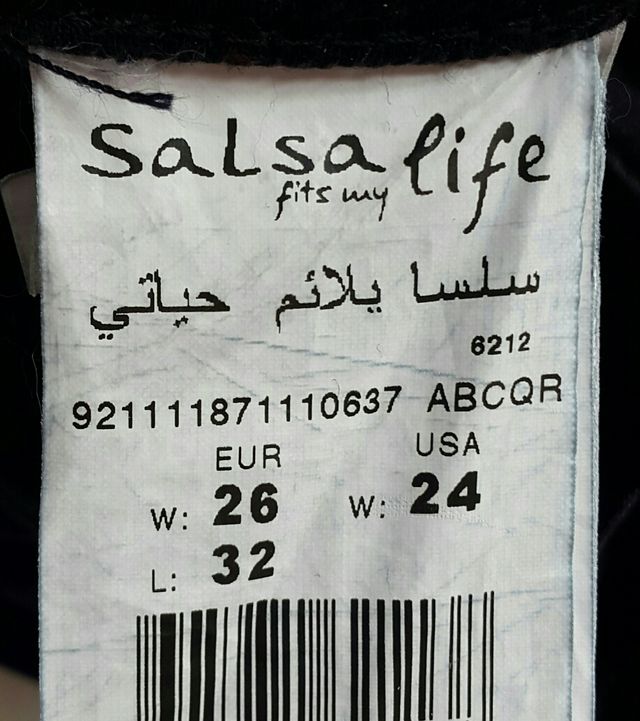 Salsa fits my life
سلسا يلائم حياتي
6212
921111871110637 ABCQR
EUR USA
W: 26 W: 24
L: 32